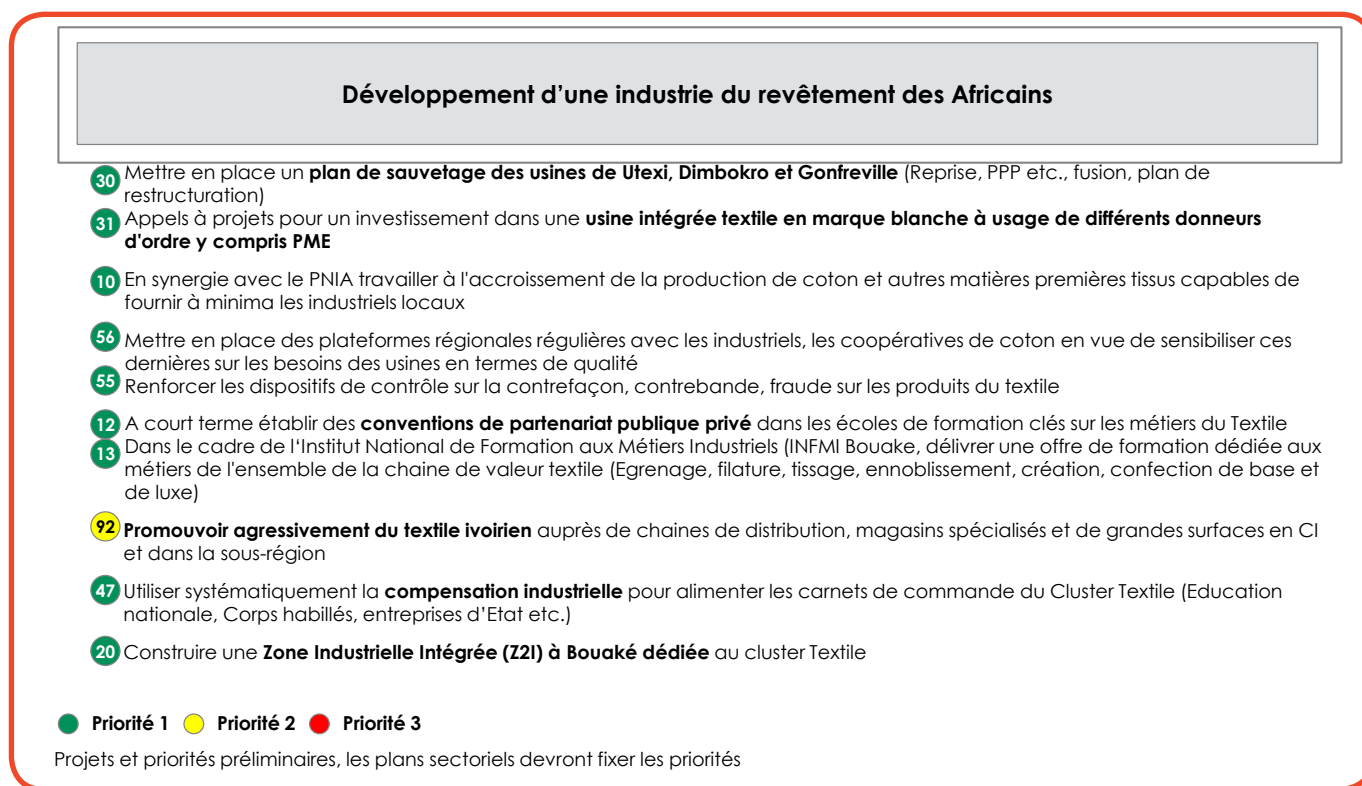 Développement d’une industrie du revêtement des Africains
30 Mettre en place un plan de sauvetage des usines de Utexi, Dimbokro et Gonfreville (Reprise, PPP etc., fusion, plan de
restructuration)
31 Appels à projets pour un investissement dans une usine intégrée textile en marque blanche à usage de différents donneurs
d'ordre y compris PME
10 En synergie avec le PNIA travailler à l'accroissement de la production de coton et autres matières premières tissus capables de
fournir à minima les industriels locaux
56 Mettre en place des plateformes régionales régulières avec les industriels, les coopératives de coton en vue de sensibiliser ces
dernières sur les besoins des usines en termes de qualité
55 Renforcer les dispositifs de contrôle sur la contrefaçon, contrebande, fraude sur les produits du textile
12 A court terme établir des conventions de partenariat publique privé dans les écoles de formation clés sur les métiers du Textile
13 Dans le cadre de l‘Institut National de Formation aux Métiers Industriels (INFMI Bouake, délivrer une offre de formation dédiée aux
métiers de l'ensemble de la chaine de valeur textile (Egrenage, filature, tissage, ennoblissement, création, confection de base et
de luxe)
92 Promouvoir agressivement du textile ivoirien auprès de chaines de distribution, magasins spécialisés et de grandes surfaces en CI
et dans la sous-région
47 Utiliser systématiquement la compensation industrielle pour alimenter les carnets de commande du Cluster Textile (Education
nationale, Corps habillés, entreprises d’Etat etc.)
20 Construire une Zone Industrielle Intégrée (Z2I) à Bouaké dédiée au cluster Textile
Priorité 1 Priorité 2 Priorité 3
Projets et priorités préliminaires, les plans sectoriels devront fixer les priorités